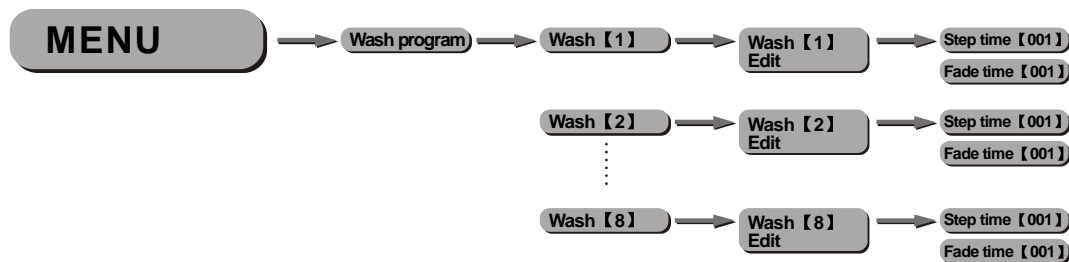 MENU
Wash program
Wash【1】
Wash【1】
Edit
Step time【001】
Fade time【001】
Wash【2】
Wash【2】
Edit
Step time【001】
Fade time【001】
Wash【8】
Wash【8】
Edit
Step time【001】
Fade time【001】